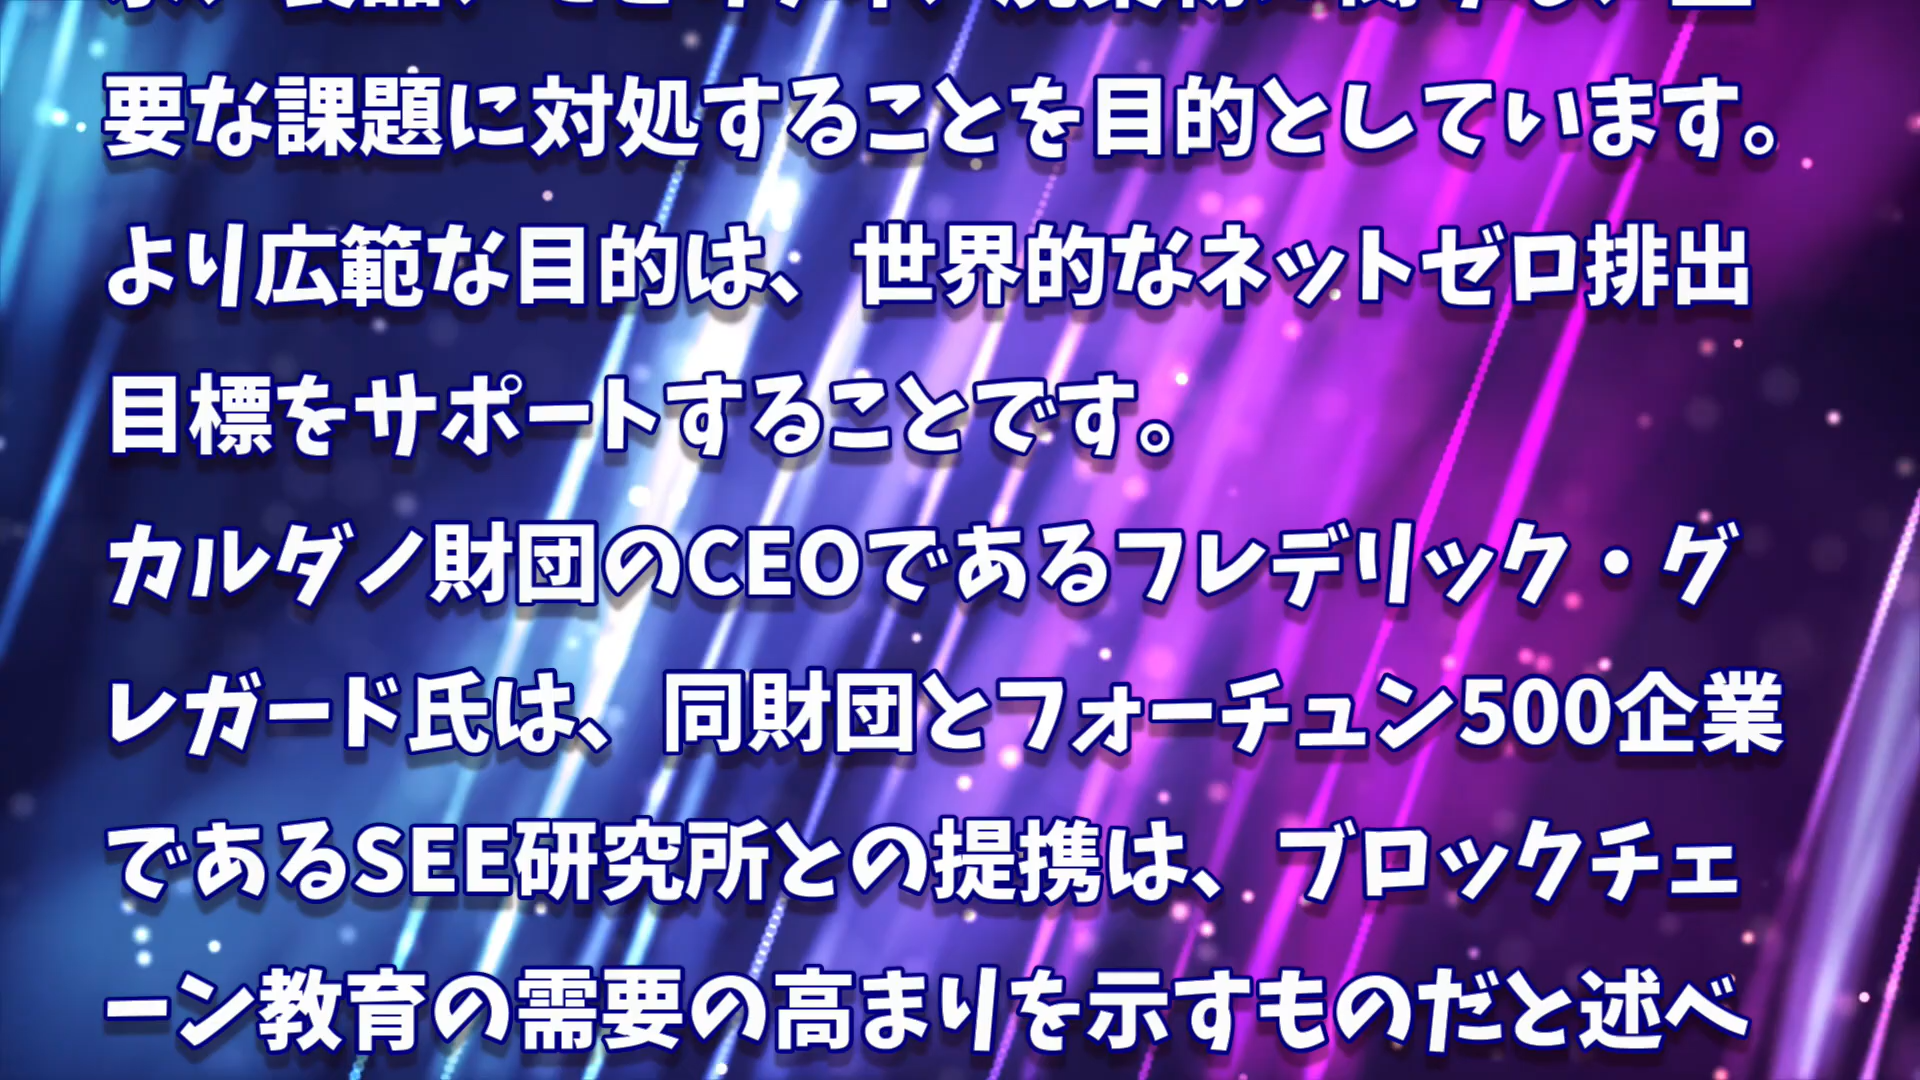 要な課題に対処することを目的としています。
より広範な目的は、世界的なネットゼロ排出
目標をサポートすることです。
カルダノ財団のCEOであるフレデリック・グ
レガード氏は、同財団とフォーチュン500企業
であるSEE研究所との提携は、ブロックチェ
ーン教育の需要の高まりを示すものだと述べ